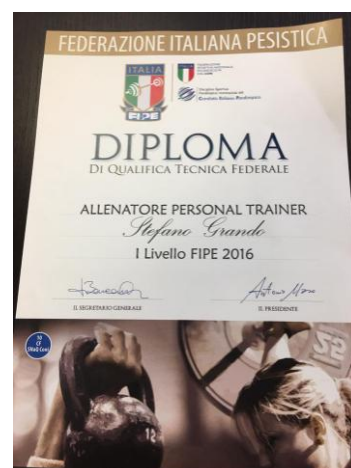 FEDERAZIONE ITALIANA PESISTICA
ITALIA
FIPE
DIPLOMA
DI QUALIFICA TECNICA FEDERALE
ALLENATORE PERSONAL TRAINER
Stefano Grando
I Livello FIPE 2016
IL SEGRETARIO GENERALE
IL PRESIDENTE